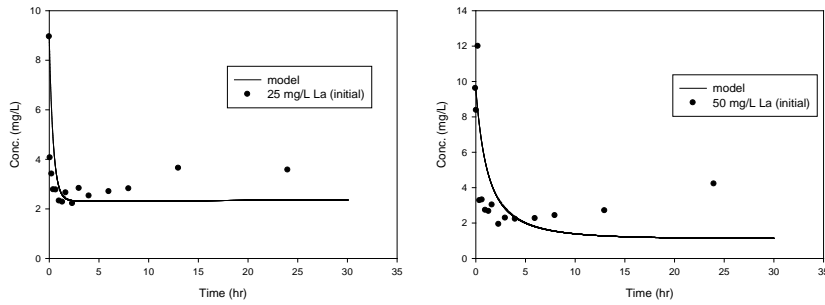 10
8
6
4
2
0
Conc. (mg/L)
model
25 mg/L La (initial)
0 5 10 15 20 25 30 35
Time (hr)
14
12
10
8
6
4
2
0
Conc. (mg/L)
model
50 mg/L La (initial)
0 5 10 15 20 25 30 35
Time (hr)